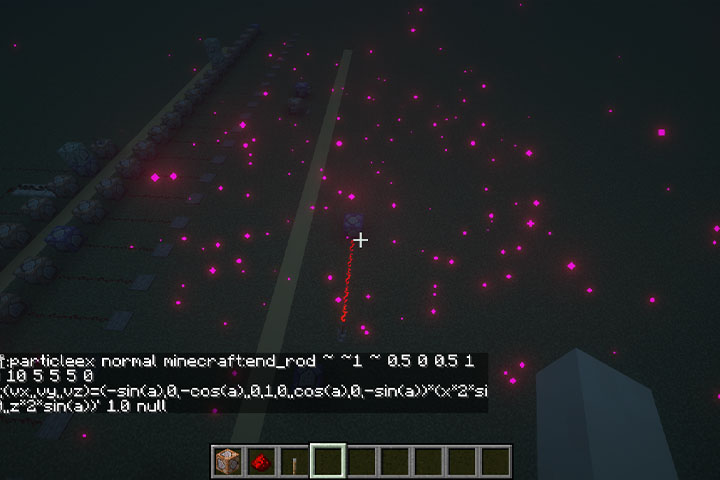 :particleex normal minecraft:end_rod ~ ~1 ~ 0.5 0 0.5 1
10 5 5 5 0
(vx,,vy,,vz)=(-sin(a),0,-cos(a),,0,1,0,,cos(a),0,-sin(a))*(x*2*si
,,z*2*sin(a))' 1.0 null